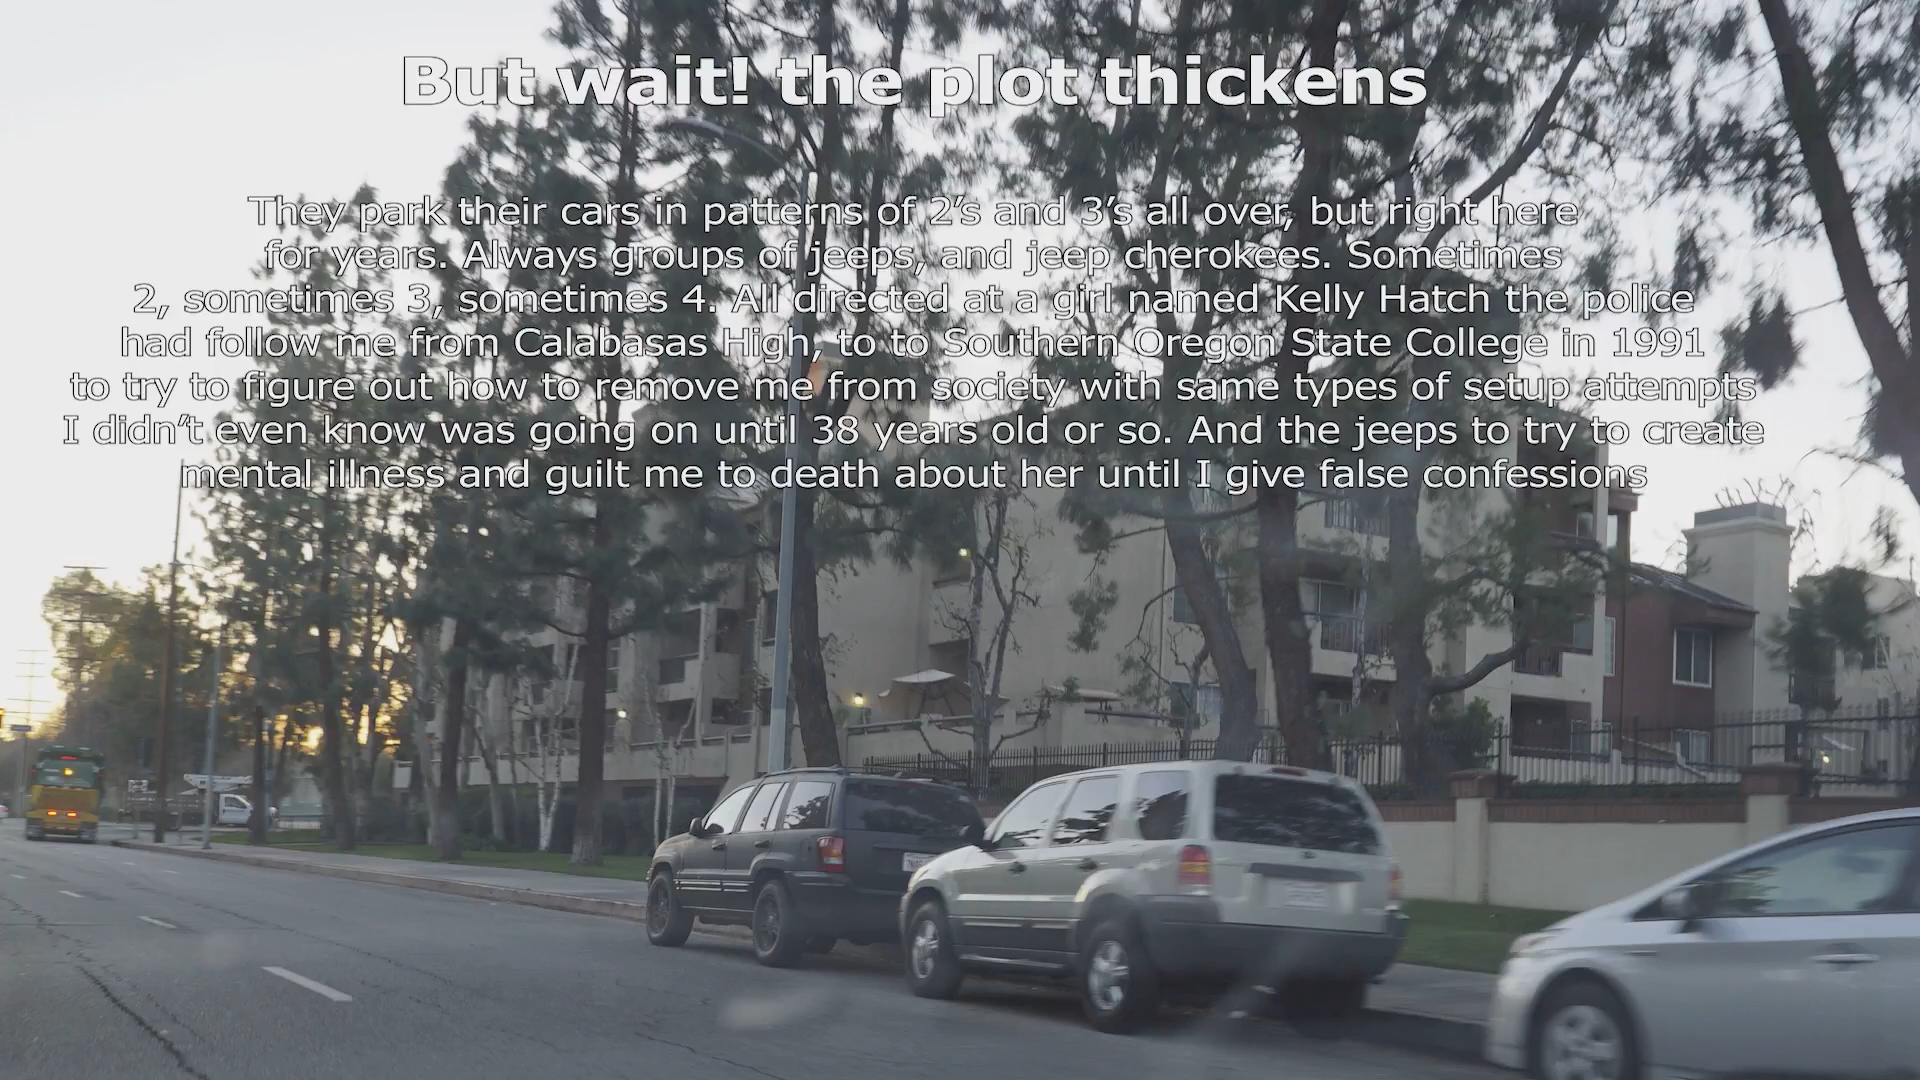 But wait! the plot thickens
They park their cars in patterns of 2's and 3's all over, but right here
for years. Always groups of jeeps, and jeep cherokees. Sometimes
2, sometimes 3, sometimes 4. All directed at a girl named Kelly Hatch the police
had follow me from Calabasas High, to to Southern Oregon State College in 1991
to try to figure out how to remove me from society with same types of setup attempts
I didn't even know was going on until 38 years old or so. And the jeeps to try to create
mental illness and guilt me to death about her until I give false confessions